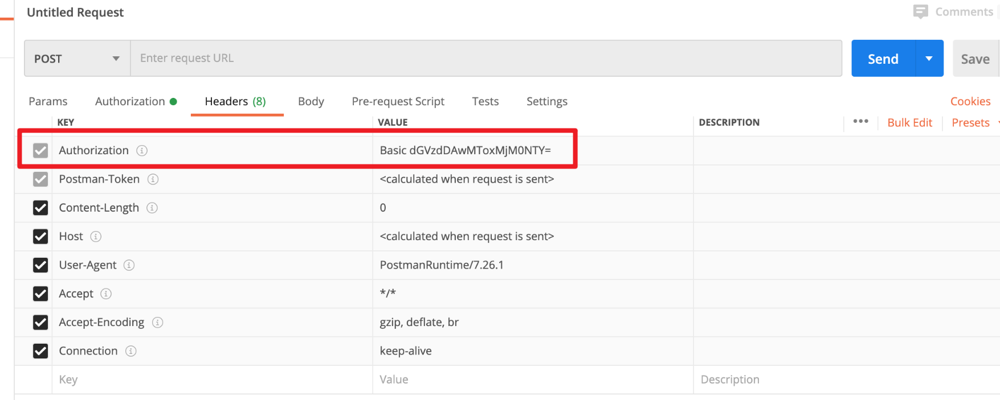 Untitled Request
Comments
POST Enter request URL Send Save
Params Authorization Headers (8) Body Pre-request Script Tests Settings Cookies
KEY VALUE DESCRIPTION ••• Bulk Edit Presets
Authorization Basic dGVzdDAwMToxMjM0NTY=
Postman-Token <calculated when request is sent>
Content-Length 0
Host <calculated when request is sent>
User-Agent PostmanRuntime/7.26.1
Accept */*
Accept-Encoding gzip, deflate, br
Connection keep-alive
Key Value Description